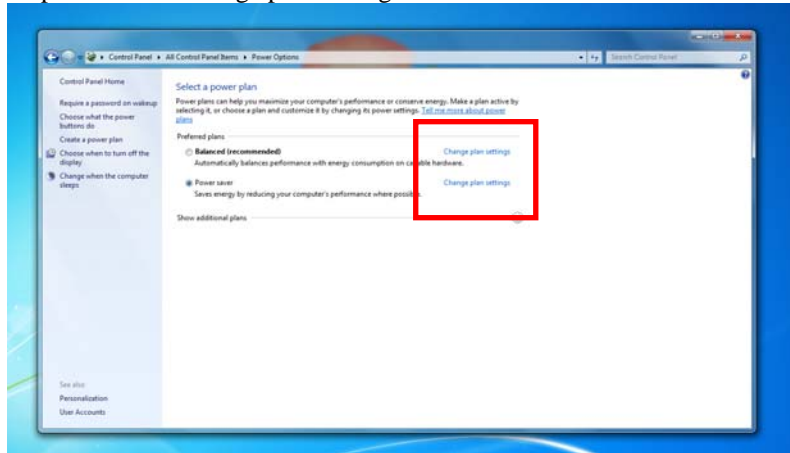 Control Panel ▸ All Control Panel Items ▸ Power Options
Search Control Panel
Control Panel Home
Require a password on wakeup
Choose what the power
buttons do
Create a power plan
Choose when to turn off the
display
Change when the computer
sleeps
Select a power plan
Power plans can help you maximize your computer's performance or conserve energy. Make a plan active by
selecting it, or choose a plan and customize it by changing its power settings. Tell me more about power
plans
Preferred plans
Balanced (recommended) Change plan settings
Automatically balances performance with energy consumption on capable hardware.
Power saver Change plan settings
Saves energy by reducing your computer's performance where possible.
Show additional plans
See also
Personalization
User Accounts